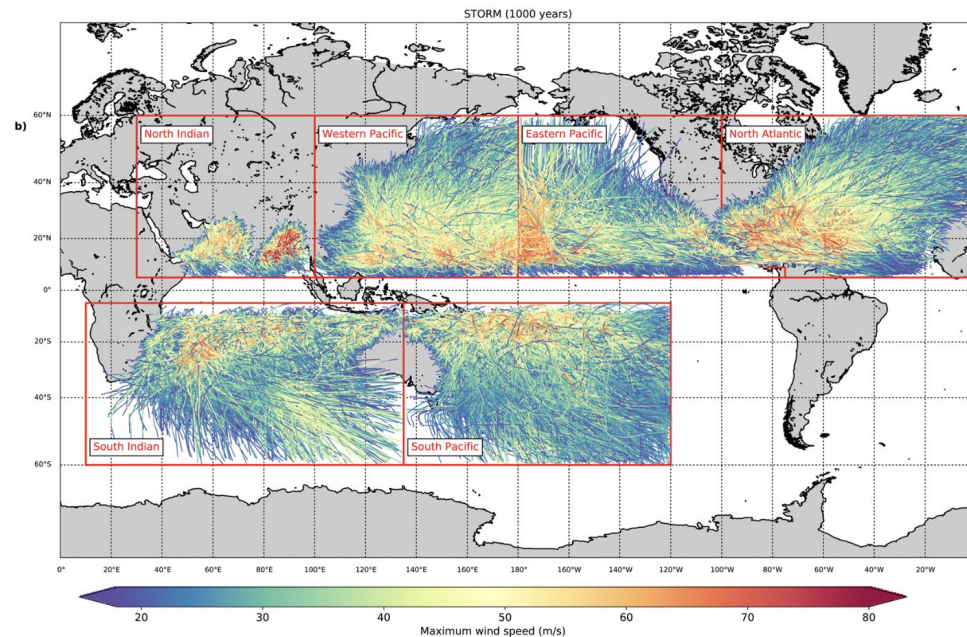 STORM (1000 years)
b)
60°N
40°N
20°N
0°
20°S
40°S
60°S
North Indian
Western Pacific
Eastern Pacific
North Atlantic
South Indian
South Pacific
0° 20°E 40°E 60°E 80°E 100°E 120°E 140°E 160°E 180°E 160°W 140°W 120°W 100°W 80°W 60°W 40°W 20°W 0°
20 30 40 50 60 70 80
Maximum wind speed (m/s)